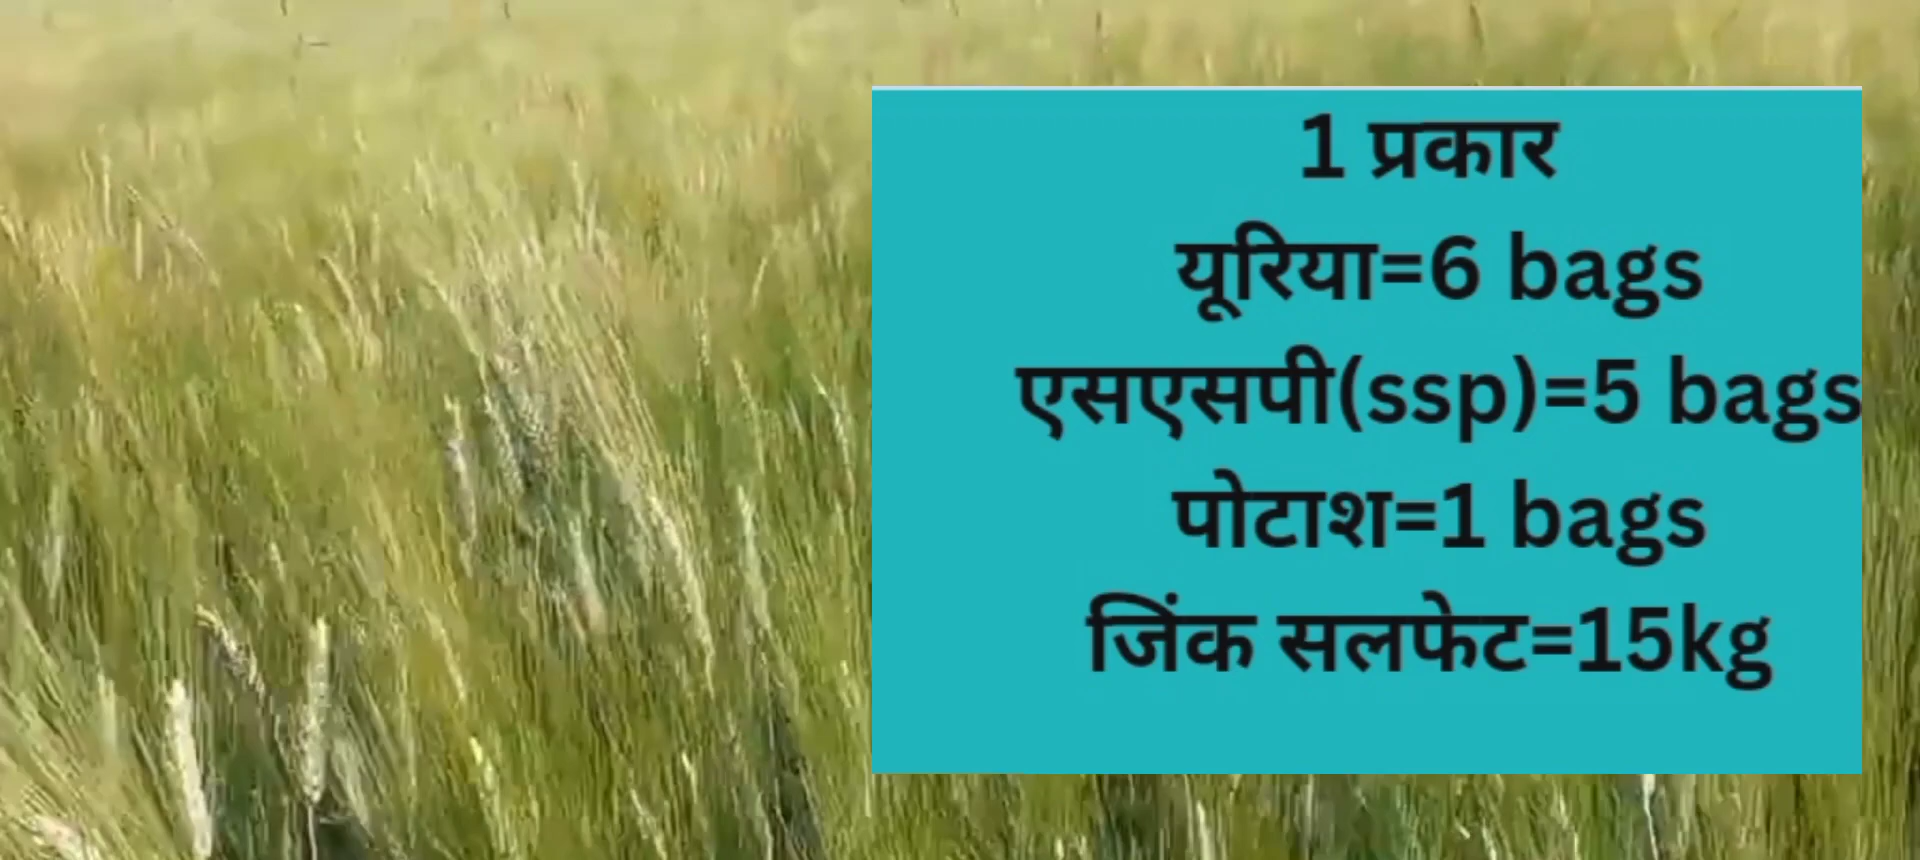 1 प्रकार
यूरिया=6 bags
एसएसपी(ssp)=5 bags
पोटाश=1 bags
जिंक सलफेट=15kg